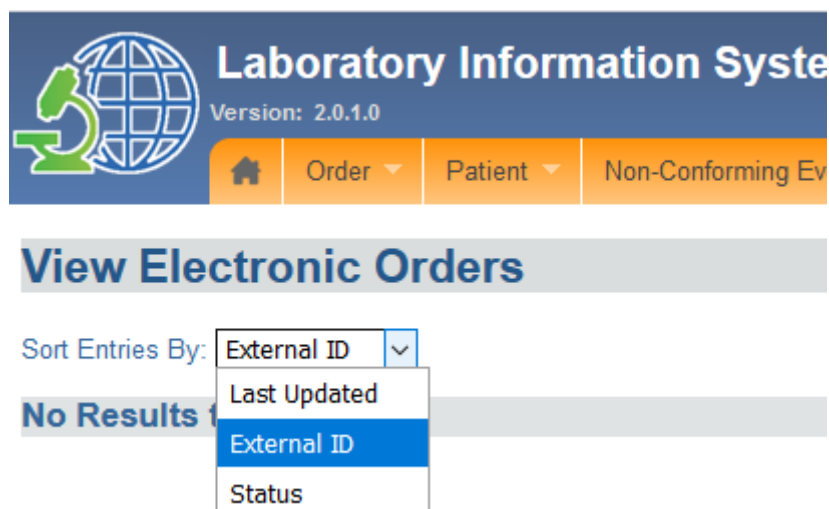 Laboratory Information Syste
Version: 2.0.1.0
Order Patient Non-Conforming Ev
View Electronic Orders
Sort Entries By: External ID
Last Updated
No Results t
External ID
Status